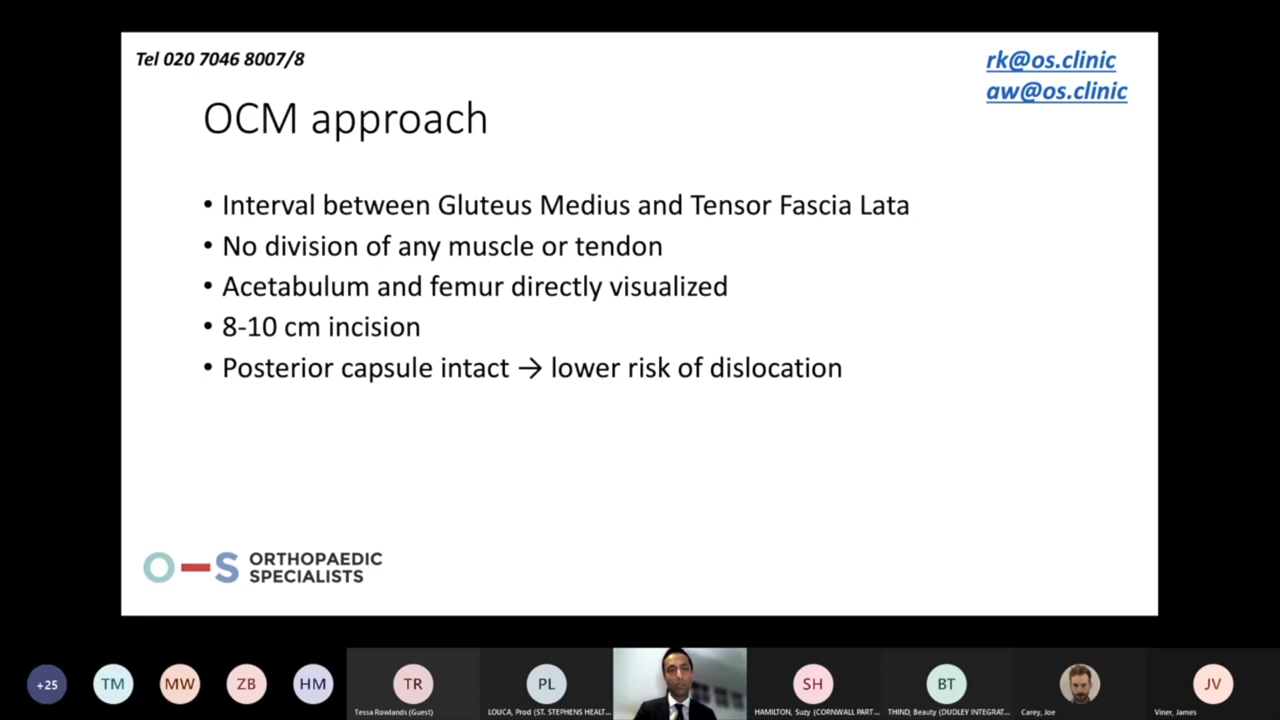 Tel 020 7046 8007/8
rk@os.clinic
aw@os.clinic
OCM approach
• Interval between Gluteus Medius and Tensor Fascia Lata
• No division of any muscle or tendon
• Acetabulum and femur directly visualized
• 8-10 cm incision
• Posterior capsule intact → lower risk of dislocation
O–S ORTHOPAEDIC
SPECIALISTS
+25
TM
MW
ZB
HM
TR
Tessa Rowlands (Guest)
PL
LOUCA, Prod (ST. STEPHENS HEALT...
SH
HAMILTON, Suzy (CORNWALL PART...
BT
THIND, Beauty (DUDLEY INTEGRAT...
Carey, Joe
JV
Viner, James